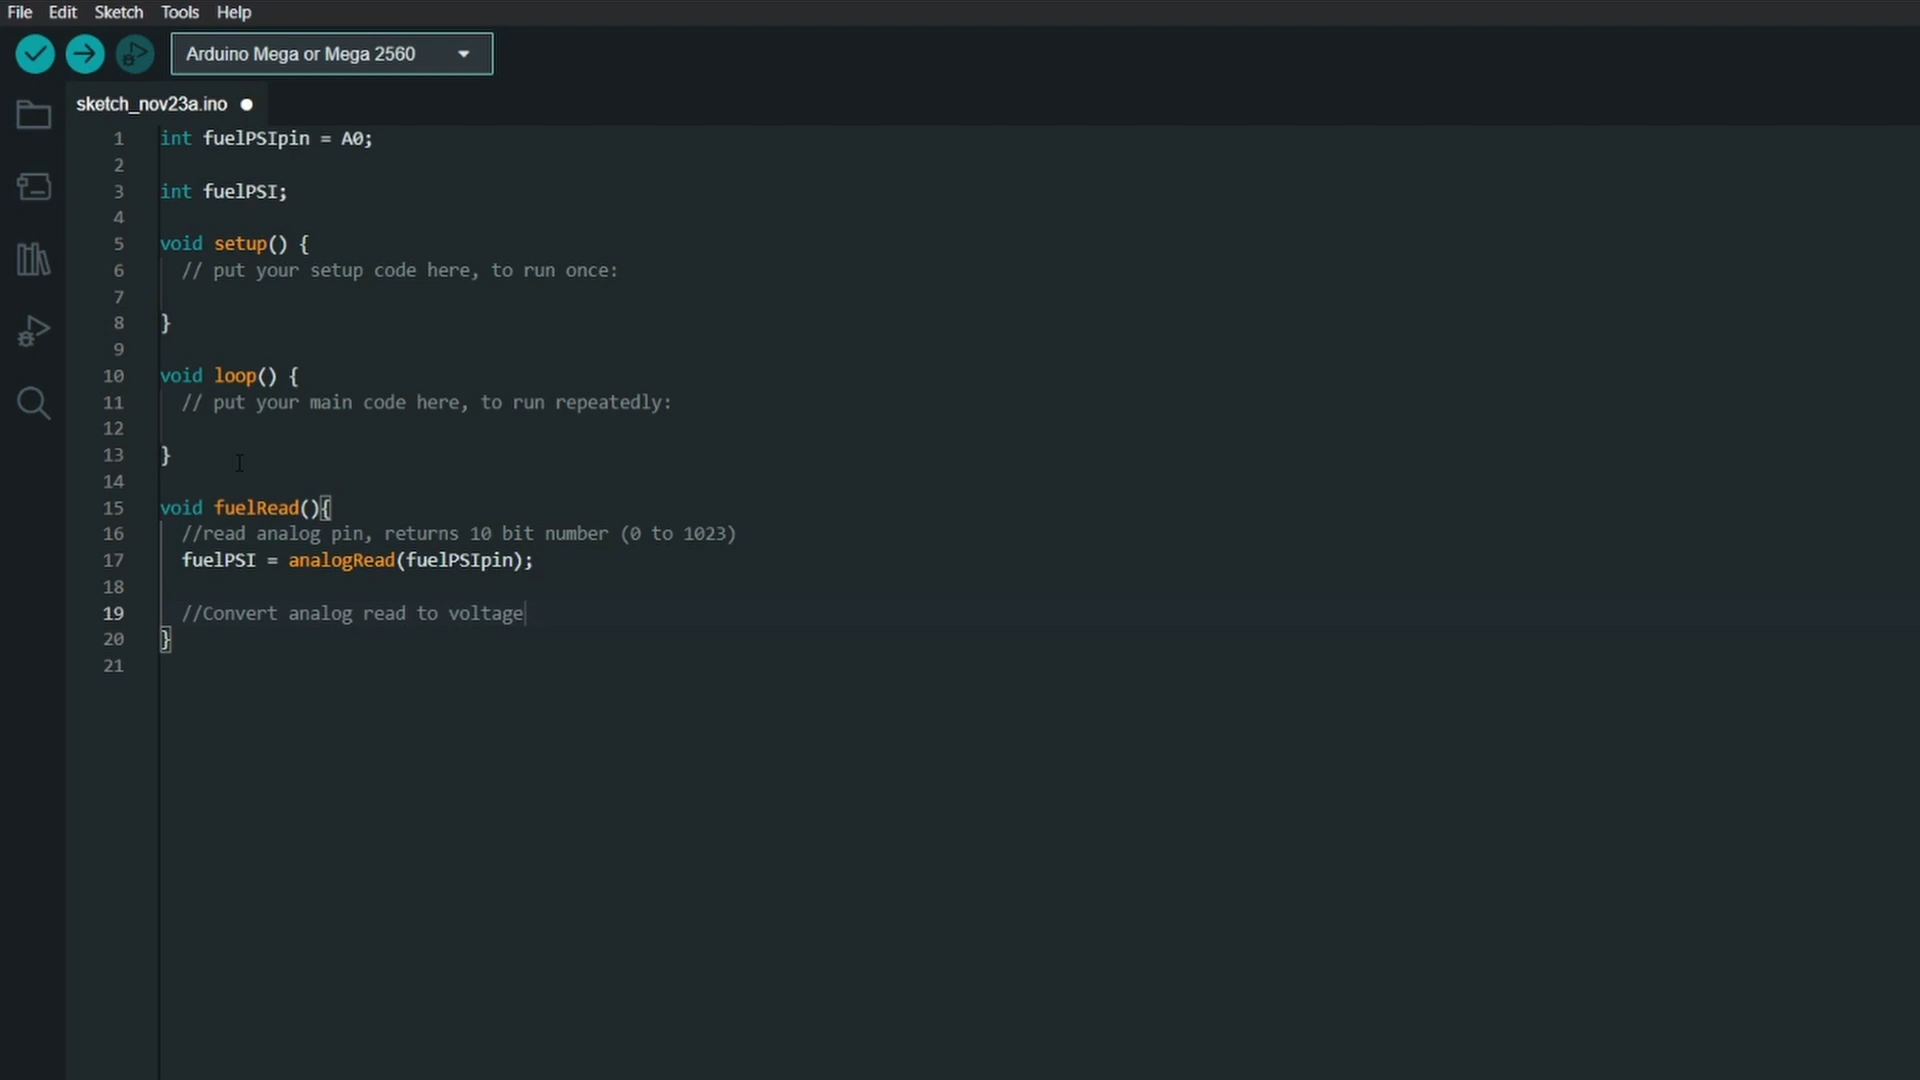 File Edit Sketch Tools Help
Arduino Mega or Mega 2560
sketch_nov23a.ino
1 int fuelPSIpin = A0;
2
3 int fuelPSI;
4
5 void setup() {
6 // put your setup code here, to run once:
7
8 }
9
10 void loop() {
11 // put your main code here, to run repeatedly:
12
13 }
14
15 void fuelRead(){
16 //read analog pin, returns 10 bit number (0 to 1023)
17 fuelPSI = analogRead(fuelPSIpin);
18
19 //Convert analog read to voltage
20 }
21